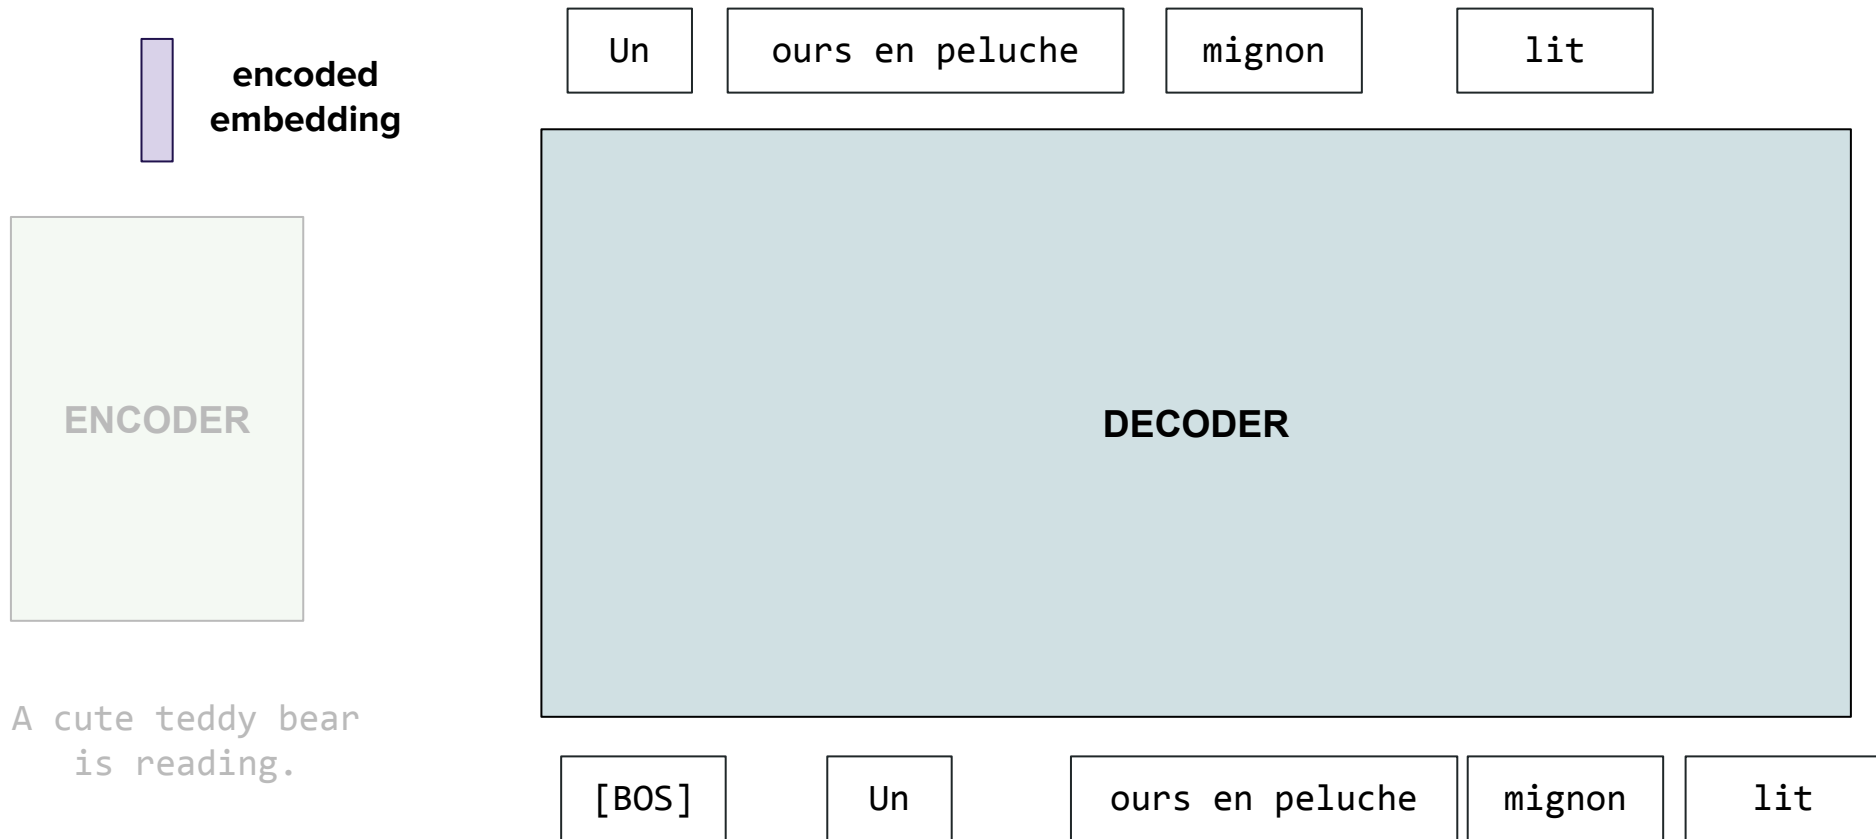 encoded
embedding
Un
ours en peluche
mignon
lit
ENCODER
DECODER
A cute teddy bear
is reading.
[BOS]
Un
ours en peluche
mignon
lit